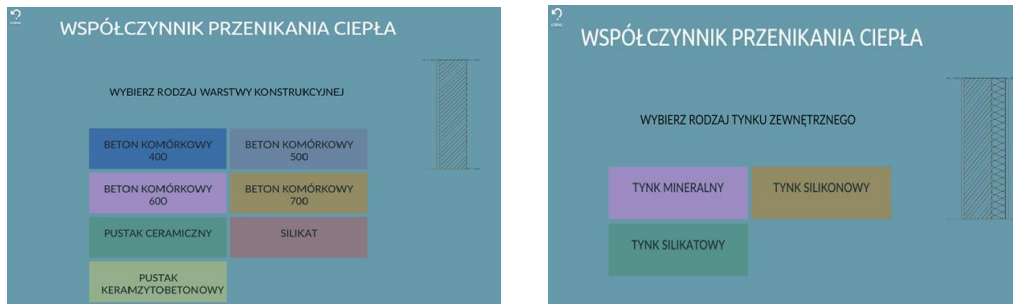 WSPÓŁCZYNNIK PRZENIKANIA CIEPŁA
WYBIERZ RODZAJ WARSTWY KONSTRUKCYJNEJ
BETON KOMÓRKOWY
400
BETON KOMÓRKOWY
500
BETON KOMÓRKOWY
600
BETON KOMÓRKOWY
700
PUSTAK CERAMICZNY
SILIKAT
PUSTAK
KERAMZYTOBETONOWY
WSPÓŁCZYNNIK PRZENIKANIA CIEPŁA
WYBIERZ RODZAJ TYNKU ZEWNĘTRZNEGO
TYNK MINERALNY
TYNK SILIKONOWY
TYNK SILIKATOWY